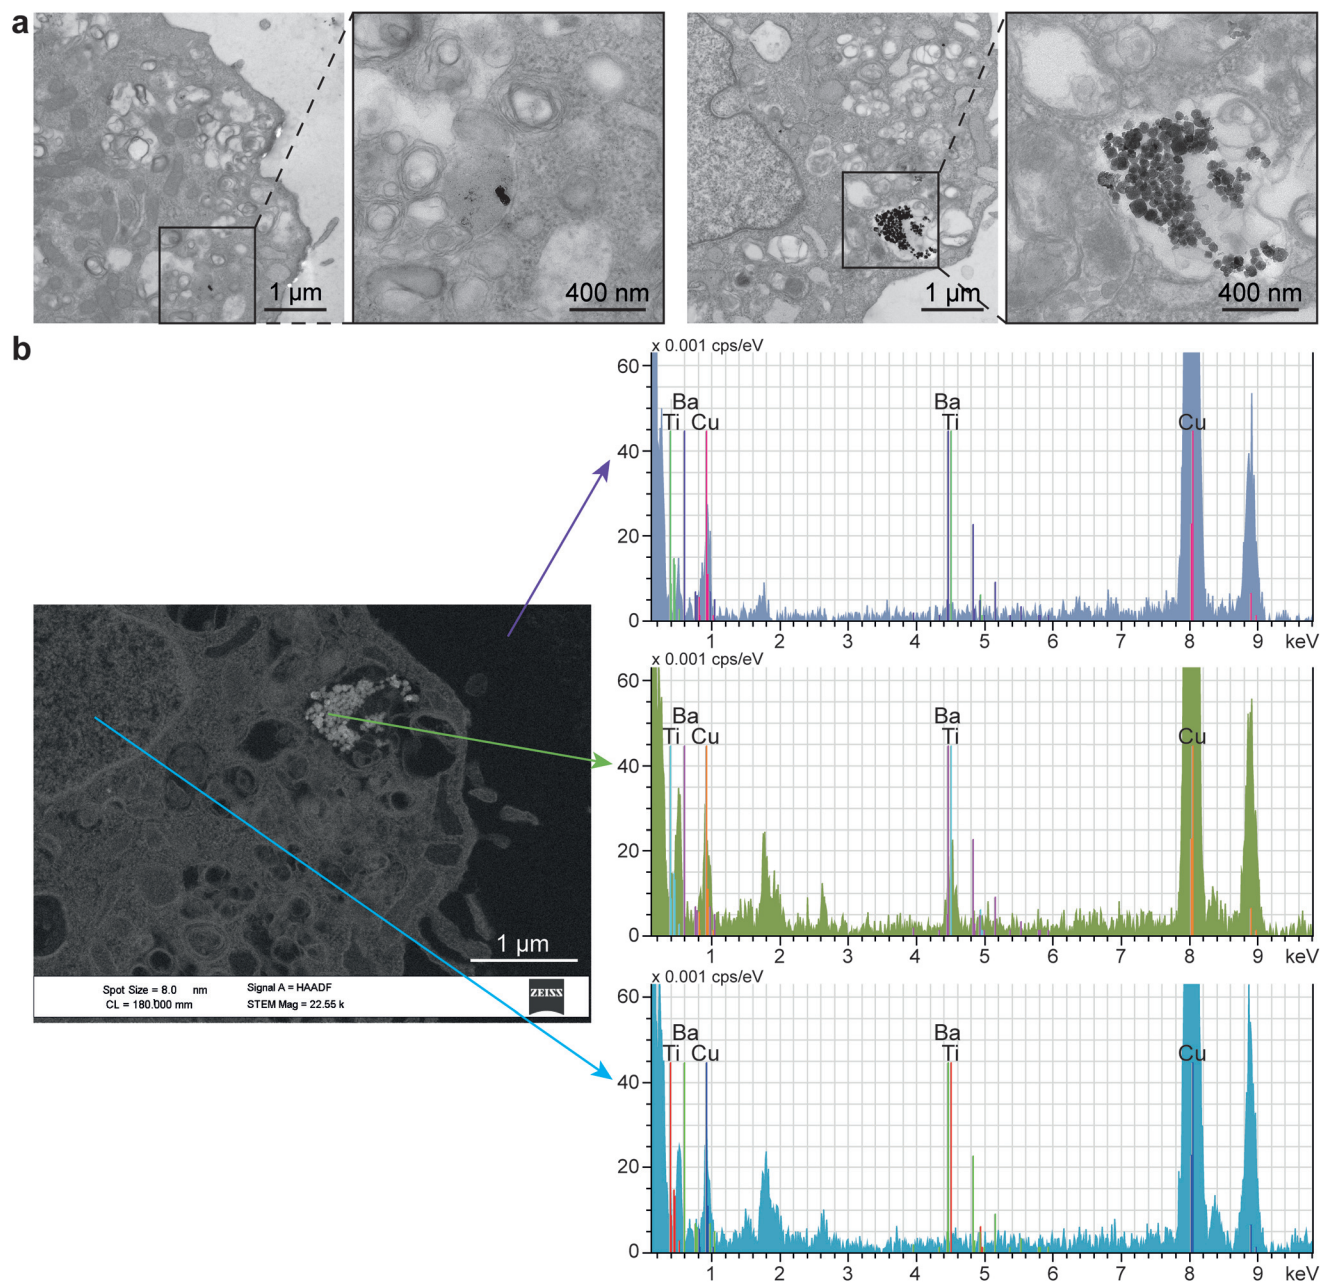 a
1 µm
400 nm
1 µm
400 nm
b
x 0.001 cps/eV
60
40
20
0
Ba
Ti Cu
Ba
Ti
Cu
1 2 3 4 5 6 7 8 9 keV
x 0.001 cps/eV
60
40
20
0
Ba
Ti Cu
Ba
Ti
Cu
1 2 3 4 5 6 7 8 9 keV
1 µm
Spot Size = 8.0 nm
CL = 180.000 mm
Signal A = HAADF
STEM Mag = 22.55 k
ZEISS
x 0.001 cps/eV
60
40
20
0
Ba
Ti Cu
Ba
Ti
Cu
1 2 3 4 5 6 7 8 9 keV